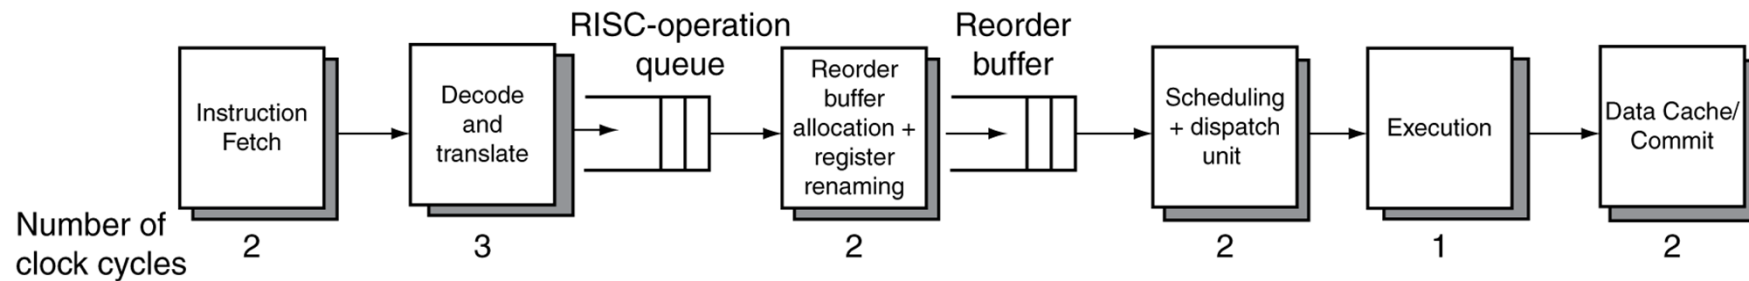 RISC-operation
queue
Reorder
buffer
Instruction
Fetch
Decode
and
translate
Reorder
buffer
allocation +
register
renaming
Scheduling
+ dispatch
unit
Execution
Data Cache/
Commit
Number of
clock cycles
2
3
2
2
1
2